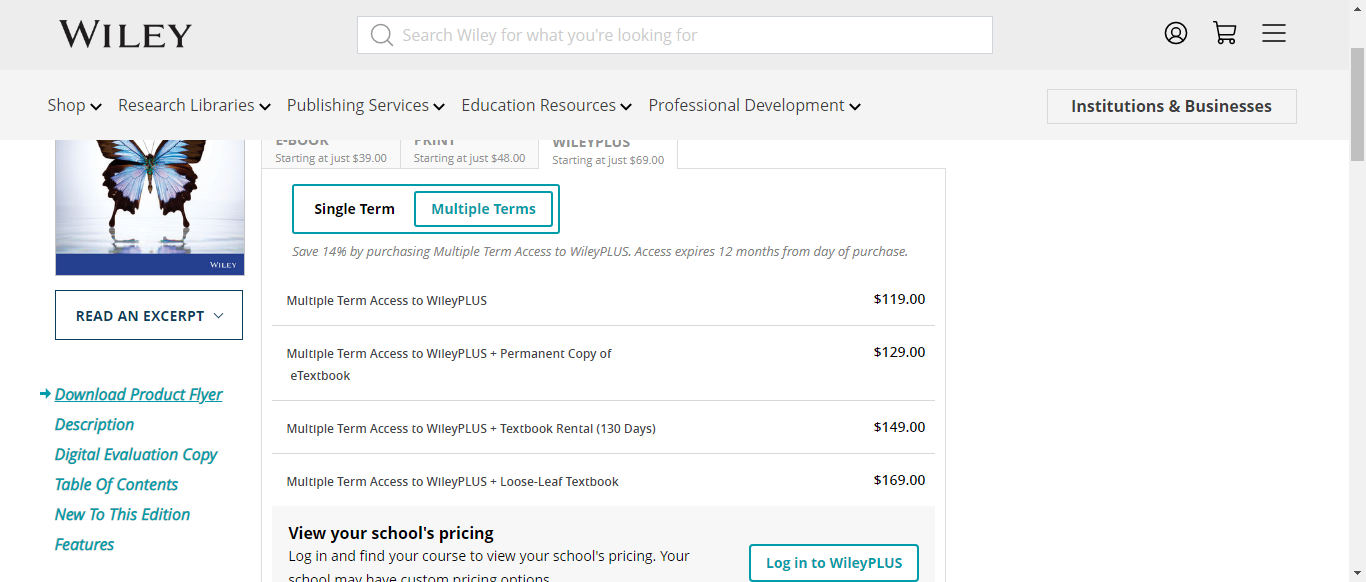 WILEY
Search Wiley for what you're looking for
Shop
Research Libraries
Publishing Services
Education Resources
Professional Development
Institutions & Businesses
E-BOOK
Starting at just $39.00
PRINT
Starting at just $48.00
WILEYPLUS
Starting at just $69.00
WILEY
READ AN EXCERPT
Download Product Flyer
Description
Digital Evaluation Copy
Table Of Contents
New To This Edition
Features
Single Term
Multiple Terms
Save 14% by purchasing Multiple Term Access to WileyPLUS. Access expires 12 months from day of purchase.
Multiple Term Access to WileyPLUS
$119.00
Multiple Term Access to WileyPLUS + Permanent Copy of
eTextbook
$129.00
Multiple Term Access to WileyPLUS + Textbook Rental (130 Days)
$149.00
Multiple Term Access to WileyPLUS + Loose-Leaf Textbook
$169.00
View your school's pricing
Log in and find your course to view your school's pricing. Your
school may have custom pricing options.
Log in to WileyPLUS